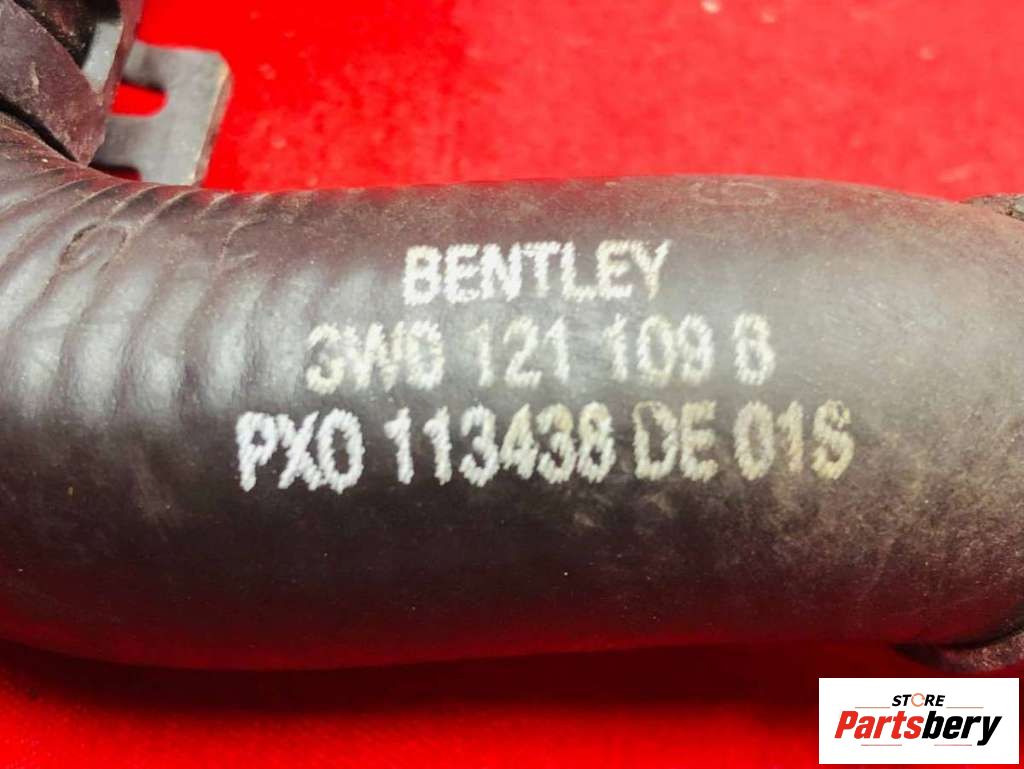 BENTLEY
3W0 121 109 B
PXO 113438 DE 01S
STORE
Partsbery